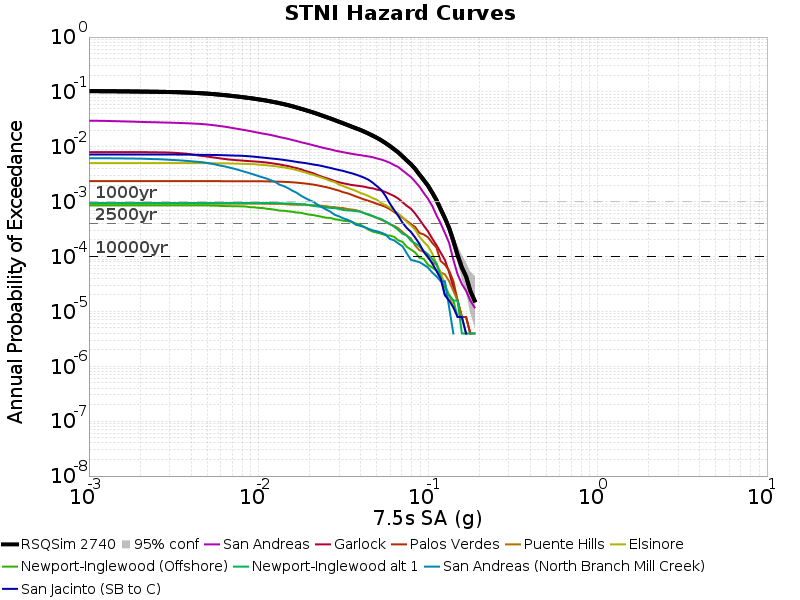 STNI Hazard Curves
10^0
10^-1
10^-2
10^-3
10^-4
10^-5
10^-6
10^-7
10^-8
Annual Probability of Exceedance
1000yr
2500yr
10000yr
10^-3 10^-2 10^-1 10^0 10^1
7.5s SA (g)
RSQSim 2740 95% conf San Andreas Garlock Palos Verdes Puente Hills Elsinore
Newport-Inglewood (Offshore) Newport-Inglewood alt 1 San Andreas (North Branch Mill Creek)
San Jacinto (SB to C)